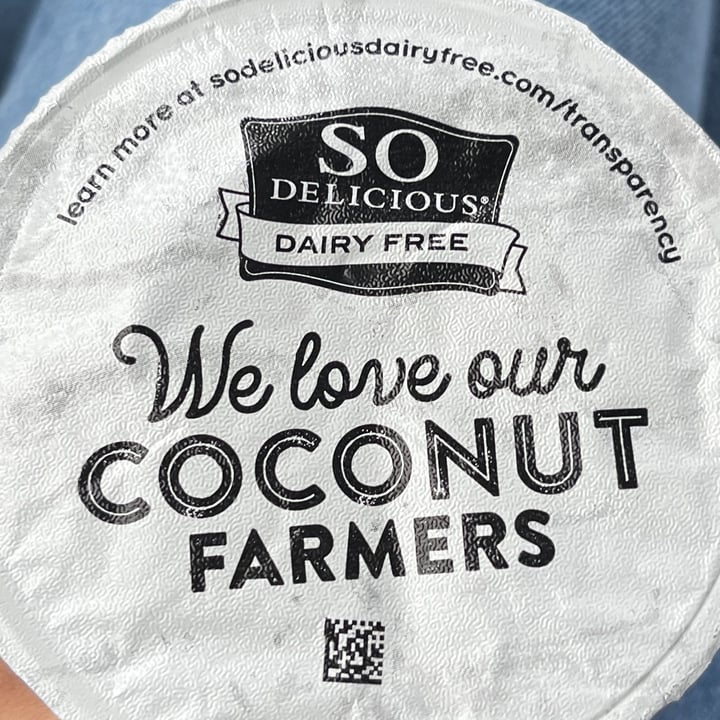 learn more at sodeliciousdairyfree.com/transparency
SO
DELICIOUS®
DAIRY FREE
We love our
COCONUT
FARMERS